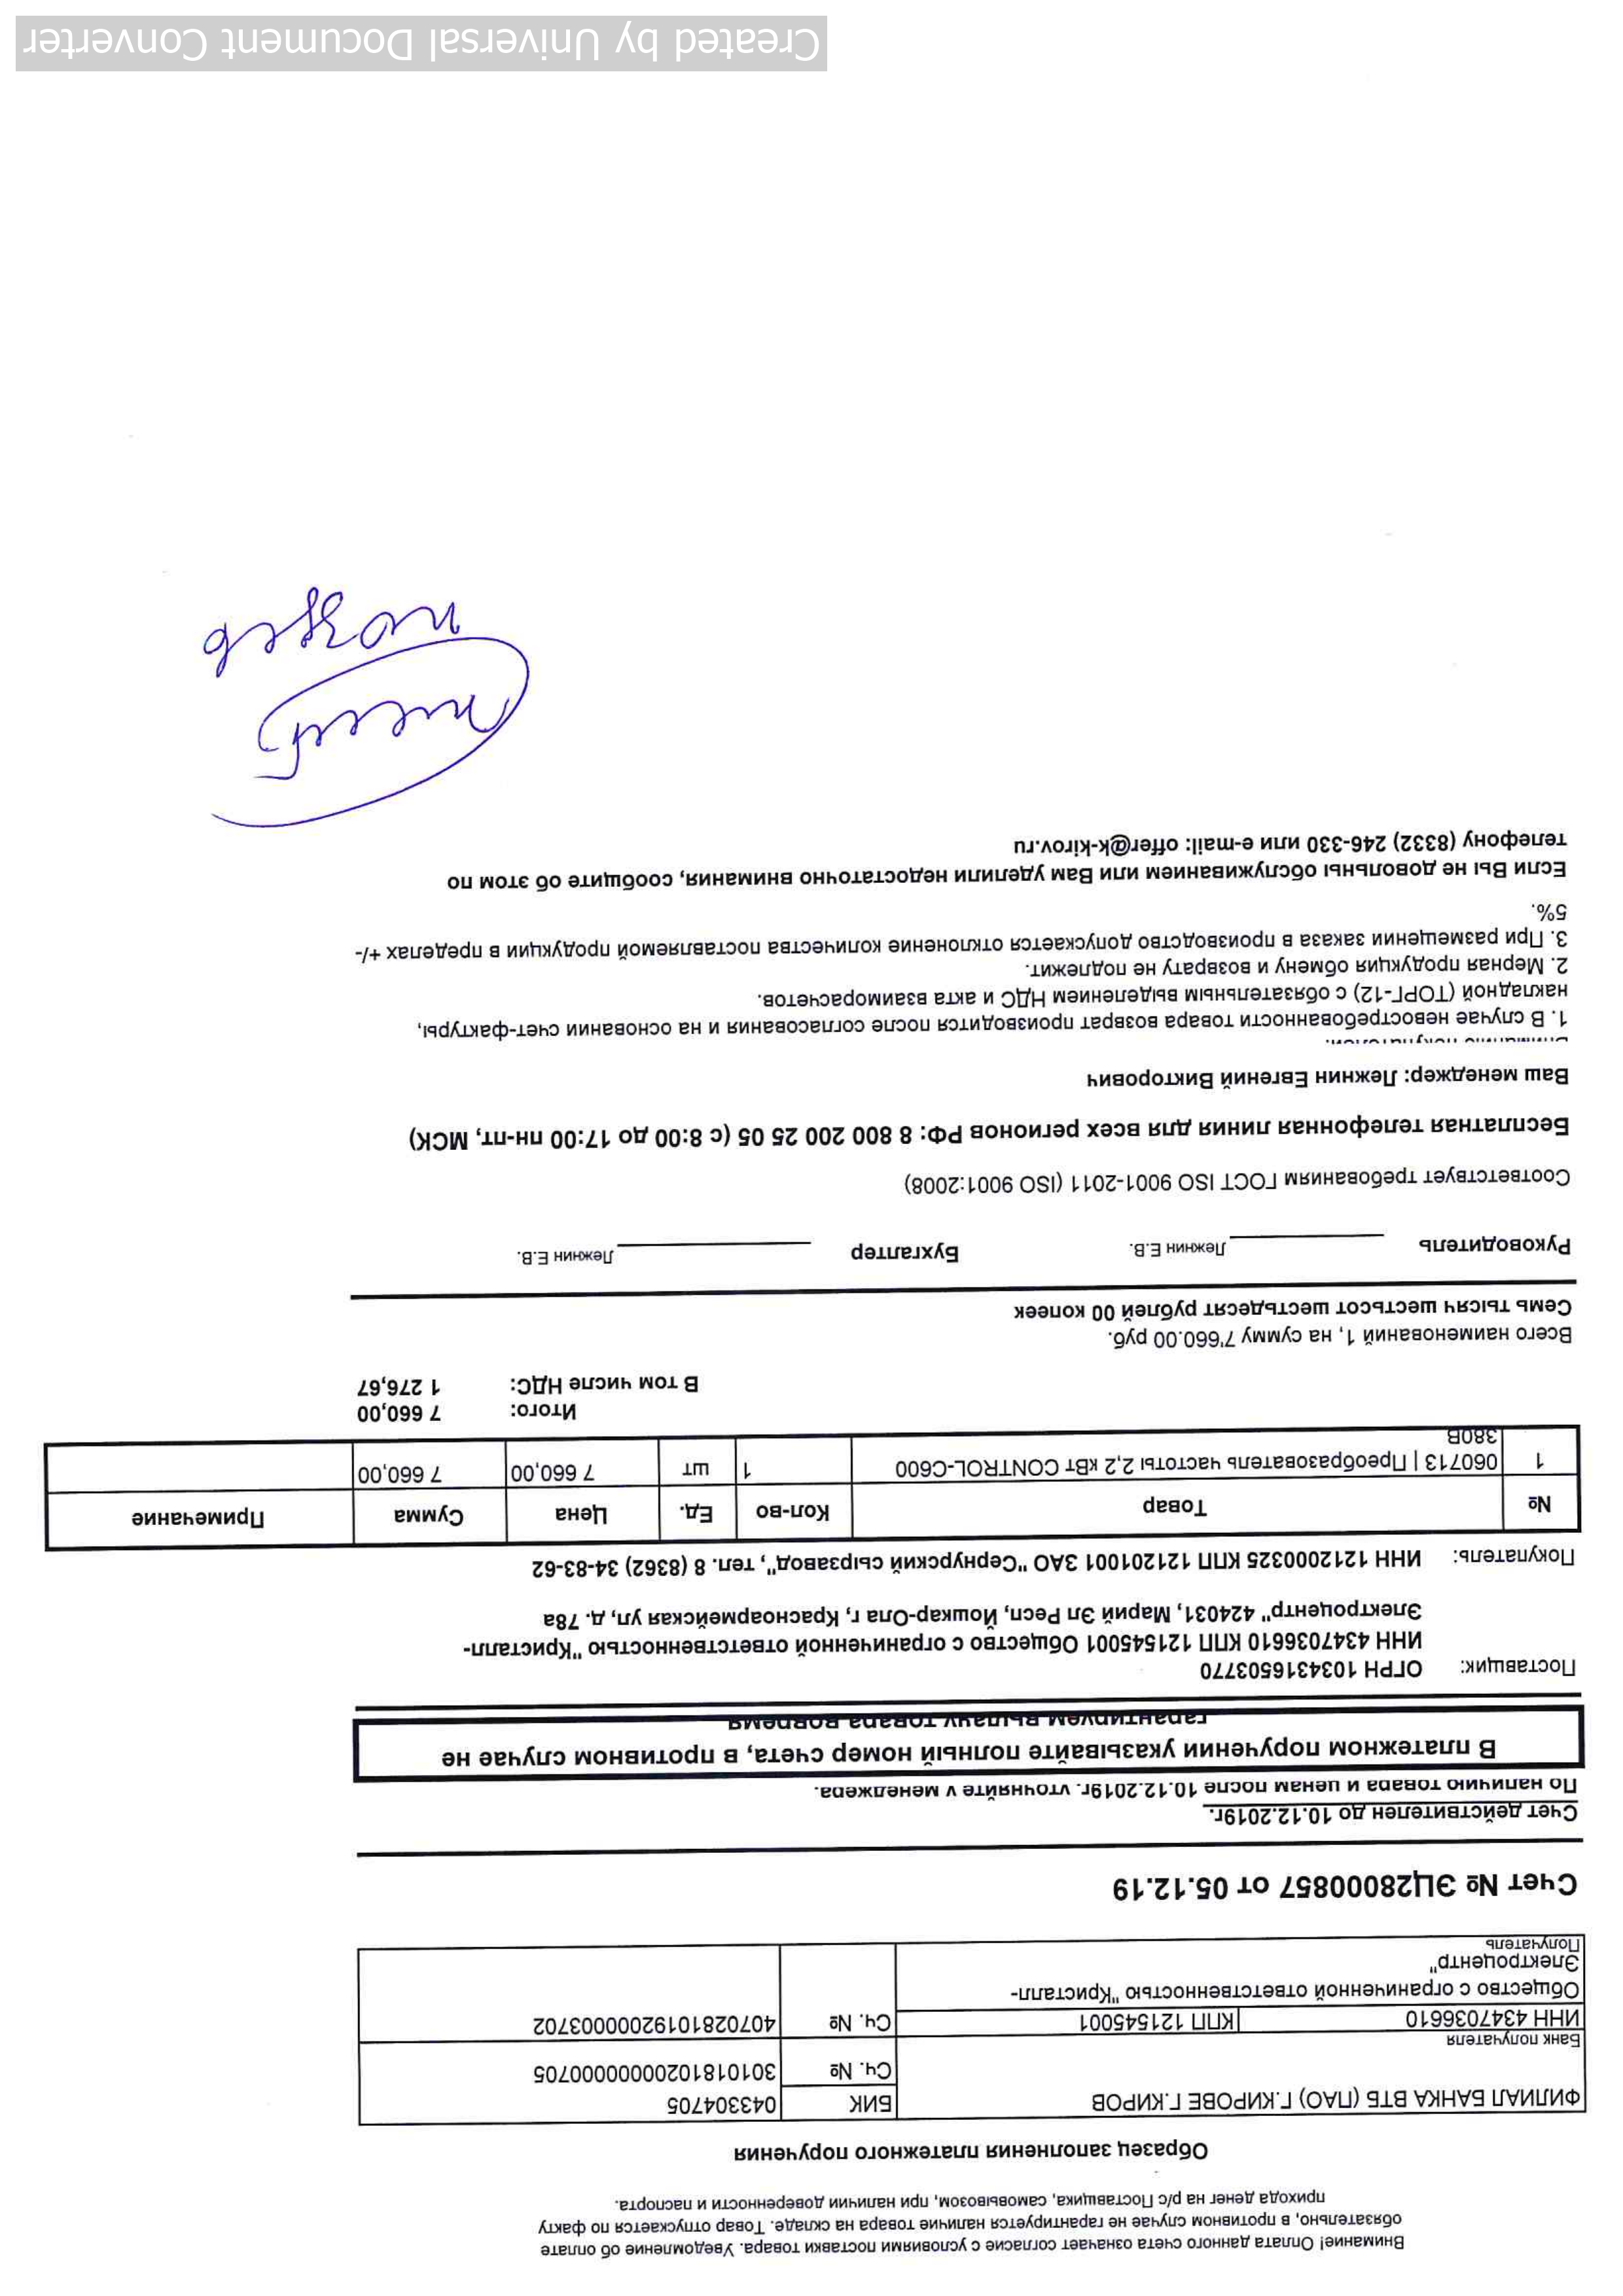 Внимание! Оплата данного счета означает согласие с условиями поставки товара. Уведомление об оплате
обязательно, в противном случае не гарантируется наличие товара на складе. Товар отпускается по факту
прихода денег на р/с Поставщика, самовывозом, при наличии доверенности и паспорта.
Образец заполнения платежного поручения
ФИЛИАЛ БАНКА ВТБ (ПАО) Г.КИРОВЕ Г.КИРОВ БИК 043304705
Сч. № 30101810200000000705
Банк получателя
ИНН 4347036610 КПП 121545001 Сч. № 40702810192000003702
Общество с ограниченной ответственностью "Кристалл-
Электроцентр"
Получатель
Счет № ЭЦ28000857 от 05.12.19
Счет действителен до 10.12.2019г.
По наличию товара и ценам после 10.12.2019г. уточняйте у менеджера.
В платежном поручении указывайте полный номер счета, в противном случае не
гарантируем выдачу товара вовремя
Поставщик: ОГРН 1034316503770
ИНН 4347036610 КПП 121545001 Общество с ограниченной ответственностью "Кристалл-
Электроцентр" 424031, Марий Эл Респ, Йошкар-Ола г, Красноармейская ул, д. 78а
Покупатель: ИНН 1212000325 КПП 121201001 ЗАО "Сернурский сырзавод", тел. 8 (8362) 34-83-62
№ Товар Кол-во Ед. Цена Сумма Примечание
1 060713 | Преобразователь частоты 2,2 кВт CONTROL-C600 1 шт 7 660,00 7 660,00
380В
Итого: 7 660,00
В том числе НДС: 1 276,67
Всего наименований 1, на сумму 7'660.00 руб.
Семь тысяч шестьсот шестьдесят рублей 00 копеек
Руководитель Лежнин Е.В. Бухгалтер Лежнин Е.В.
Соответствует требованиям ГОСТ ISO 9001-2011 (ISO 9001:2008)
Бесплатная телефонная линия для всех регионов РФ: 8 800 200 25 05 (с 8:00 до 17:00 пн-пт, МСК)
Ваш менеджер: Лежнин Евгений Викторович
Вниманию покупателей:
1. В случае невостребованности товара возврат производится после согласования и на основании счет-фактуры,
накладной (ТОРГ-12) с обязательным выделением НДС и акта взаиморасчетов.
2. Мерная продукция обмену и возврату не подлежит.
3. При размещении заказа в производство допускается отклонение количества поставляемой продукции в пределах +/-
5%.
Если Вы не довольны обслуживанием или Вам уделили недостаточно внимания, сообщите об этом по
телефону (8332) 246-330 или e-mail: offer@k-kirov.ru
Created by Universal Document Converter